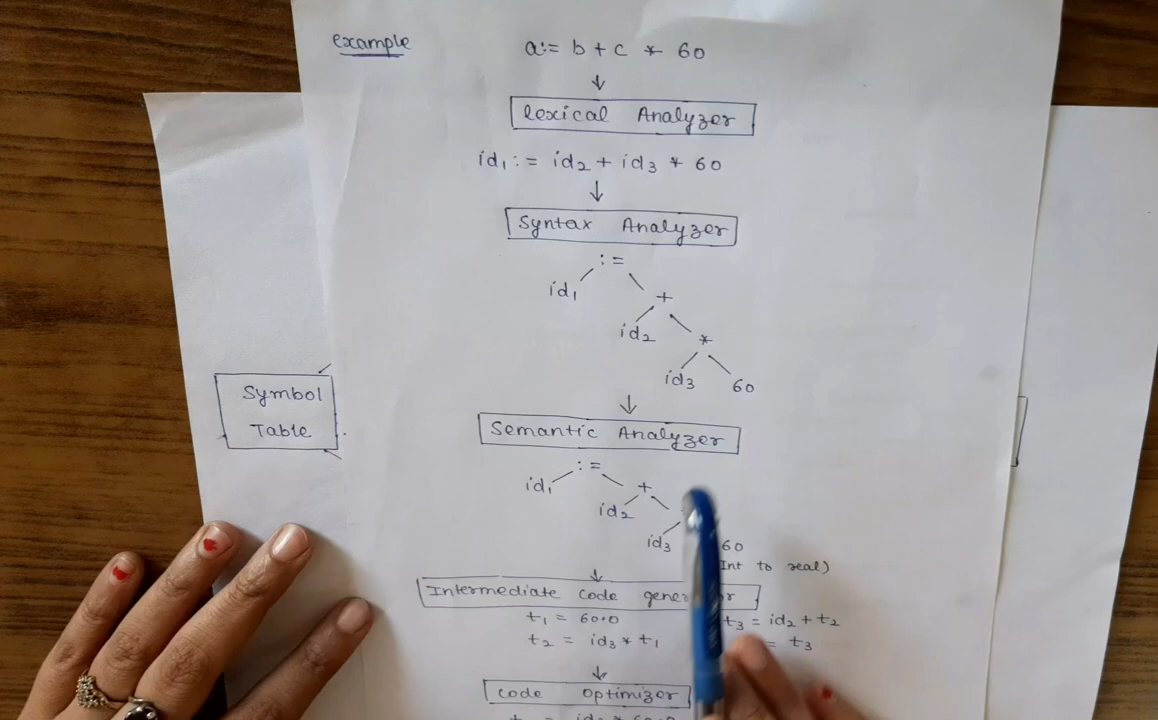 example
a:= b + c * 60
↓
Lexical Analyzer
id₁ := id₂ + id₃ * 60
↓
Syntax Analyzer
:=
id₁ +
id₂ *
id₃ 60
↓
Symbol
Table
Semantic Analyzer
:=
id₁ +
id₂
id₃ 60
Int to real)
↓
Intermediate code
t₁ = 60.0 t₃ = id₂ + t₂
t₂ = id₃ * t₁ = t₃
↓
Code Optimizer